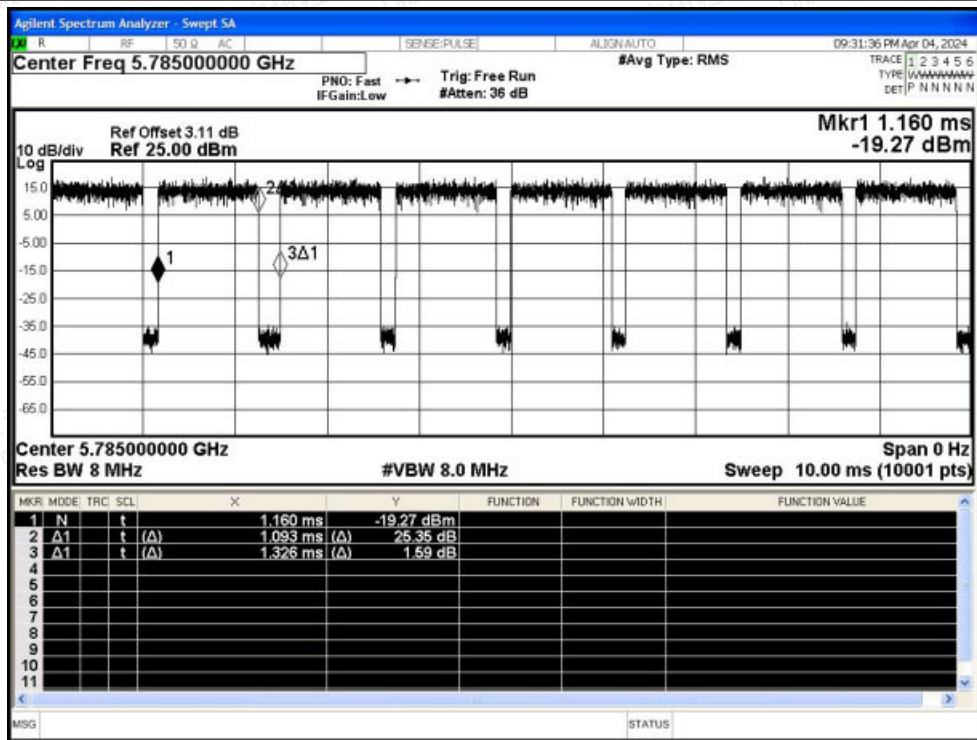 Agilent Spectrum Analyzer - Swept SA
LXI R RF 50 Ω AC SENSE:PULSE ALIGNAUTO 09:31:36 PM Apr 04, 2024
Center Freq 5.785000000 GHz #Avg Type: RMS TRACE 1 2 3 4 5 6
PNO: Fast Trig: Free Run TYPE
IFGain:Low #Atten: 36 dB DET P N N N N N
Mkr1 1.160 ms
Ref Offset 3.11 dB
10 dB/div Ref 25.00 dBm -19.27 dBm
Log
15.0
5.00
-5.00
-15.0
-25.0
-35.0
-45.0
-55.0
-65.0
1
3Δ1
Center 5.785000000 GHz Span 0 Hz
Res BW 8 MHz #VBW 8.0 MHz Sweep 10.00 ms (10001 pts)
MKR MODE TRC SCL X Y FUNCTION FUNCTION WIDTH FUNCTION VALUE
1 N t 1.160 ms -19.27 dBm
2 Δ1 t (Δ) 1.093 ms (Δ) 25.35 dB
3 Δ1 t (Δ) 1.326 ms (Δ) 1.59 dB
4
5
6
7
8
9
10
11
MSG STATUS